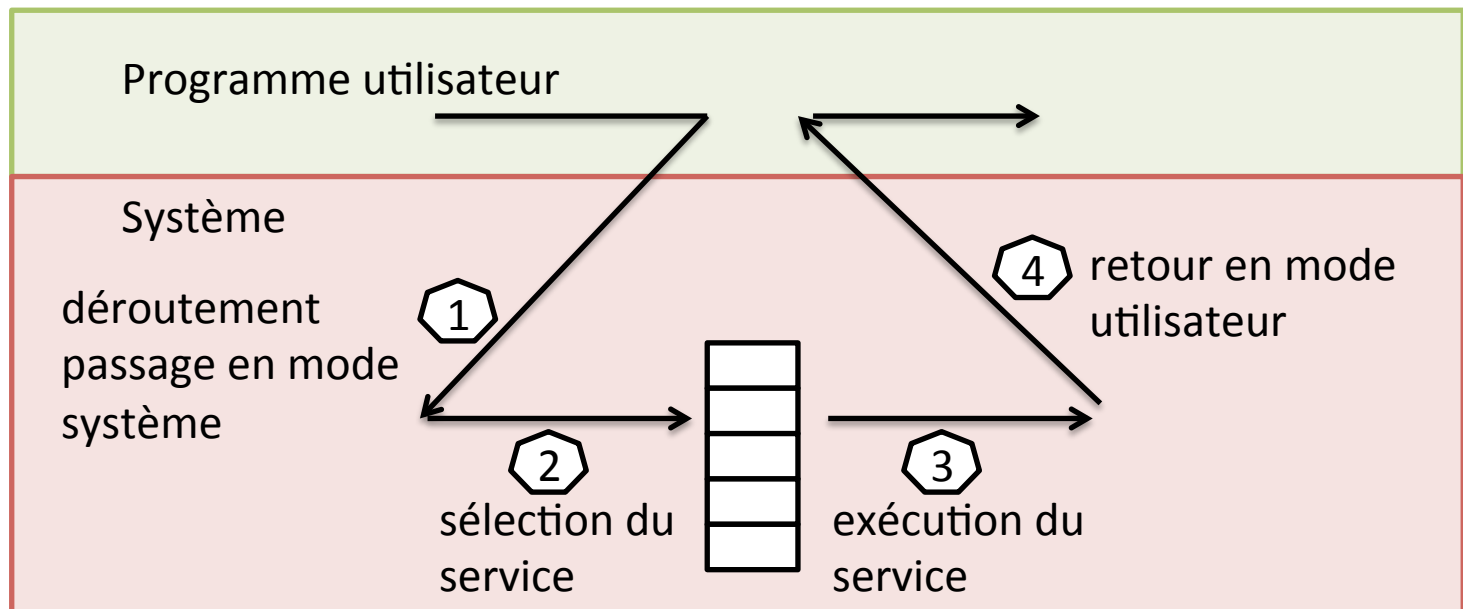 Programme utilisateur
Système
1
déroutement
passage en mode
système
2
sélection du
service
3
exécution du
service
4
retour en mode
utilisateur